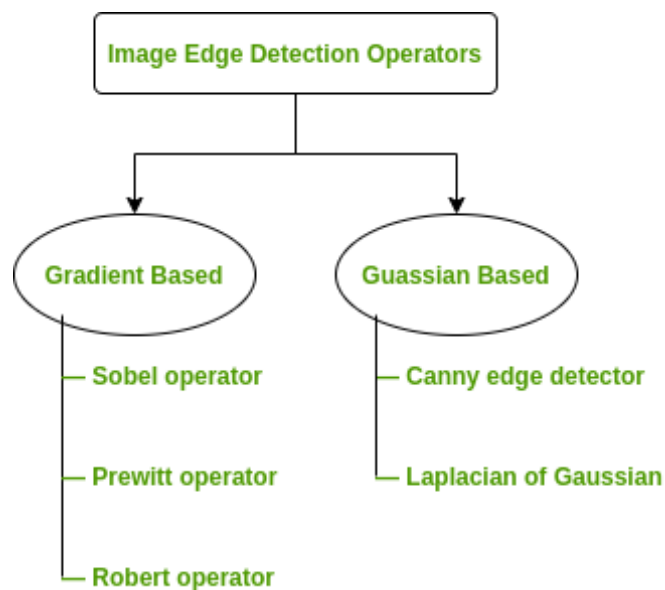 Image Edge Detection Operators
Gradient Based
Guassian Based
Sobel operator
Canny edge detector
Prewitt operator
Laplacian of Gaussian
Robert operator